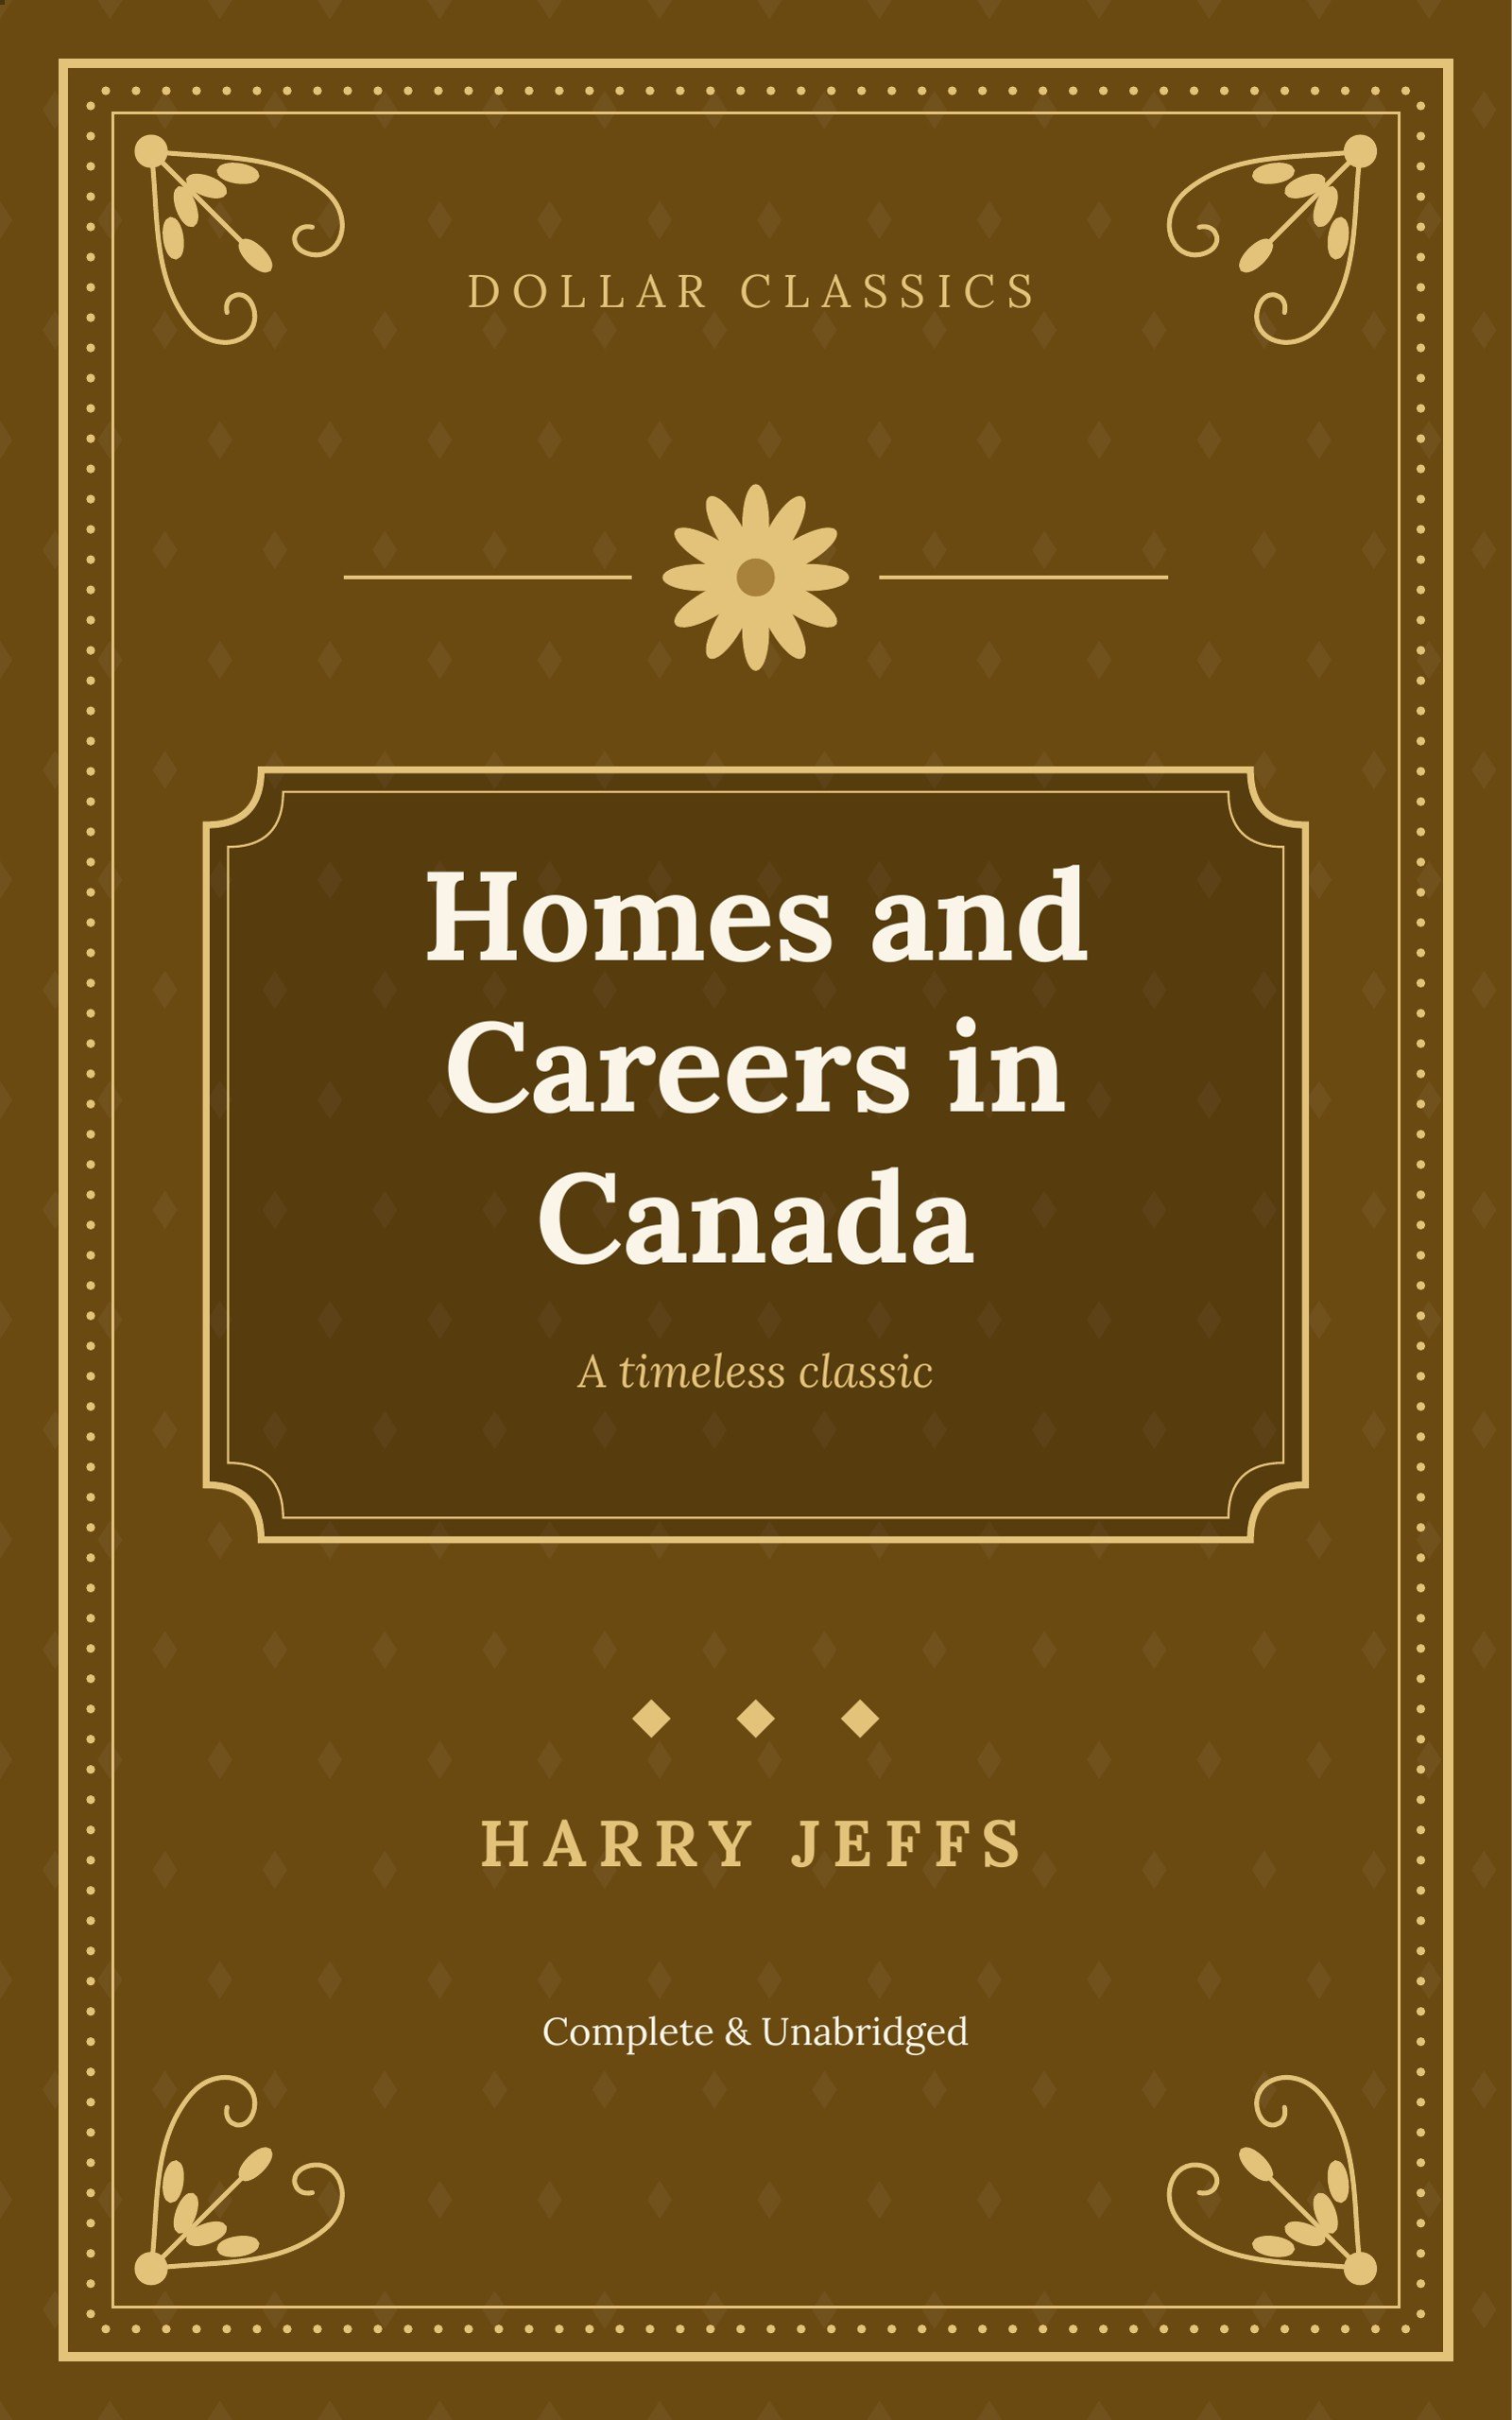 DOLLAR CLASSICS
Homes and
Careers in
Canada
A timeless classic
HARRY JEFFS
Complete & Unabridged